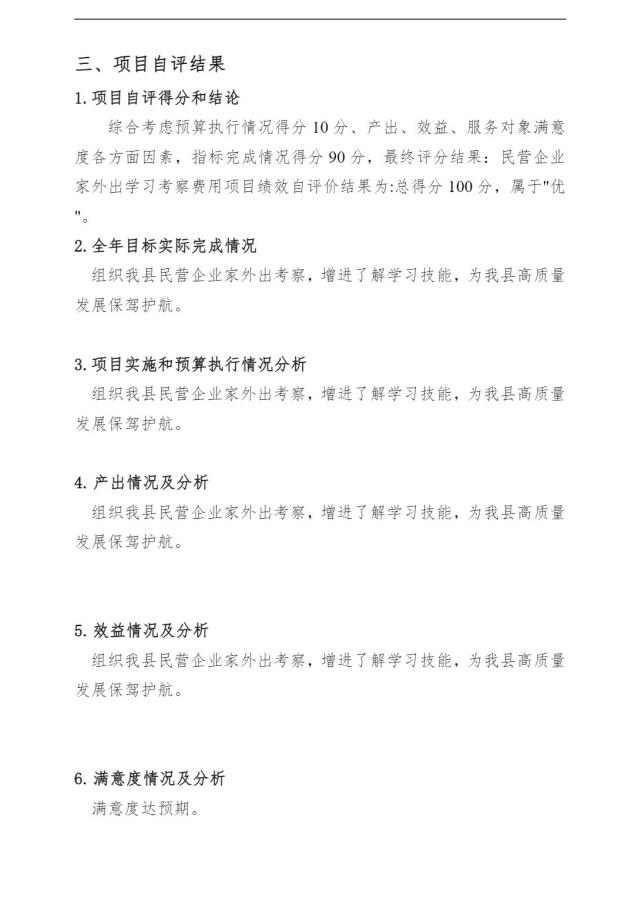 三、项目自评结果
1.项目自评得分和结论
综合考虑预算执行情况得分 10 分、产出、效益、服务对象满意
度各方面因素，指标完成情况得分 90 分，最终评分结果：民营企业
家外出学习考察费用项目绩效自评价结果为:总得分 100 分，属于"优
"。
2.全年目标实际完成情况
组织我县民营企业家外出考察，增进了解学习技能，为我县高质量
发展保驾护航。
3.项目实施和预算执行情况分析
组织我县民营企业家外出考察，增进了解学习技能，为我县高质量
发展保驾护航。
4. 产出情况及分析
组织我县民营企业家外出考察，增进了解学习技能，为我县高质量
发展保驾护航。
5. 效益情况及分析
组织我县民营企业家外出考察，增进了解学习技能，为我县高质量
发展保驾护航。
6. 满意度情况及分析
满意度达预期。